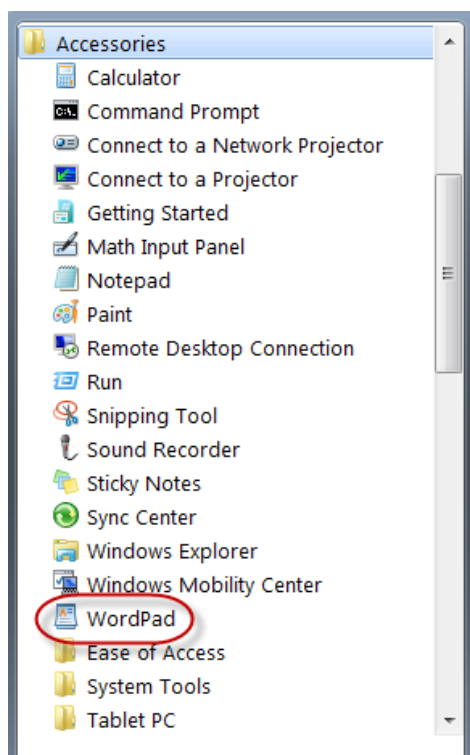 Accessories
Calculator
Command Prompt
Connect to a Network Projector
Connect to a Projector
Getting Started
Math Input Panel
Notepad
Paint
Remote Desktop Connection
Run
Snipping Tool
Sound Recorder
Sticky Notes
Sync Center
Windows Explorer
Windows Mobility Center
WordPad
Ease of Access
System Tools
Tablet PC